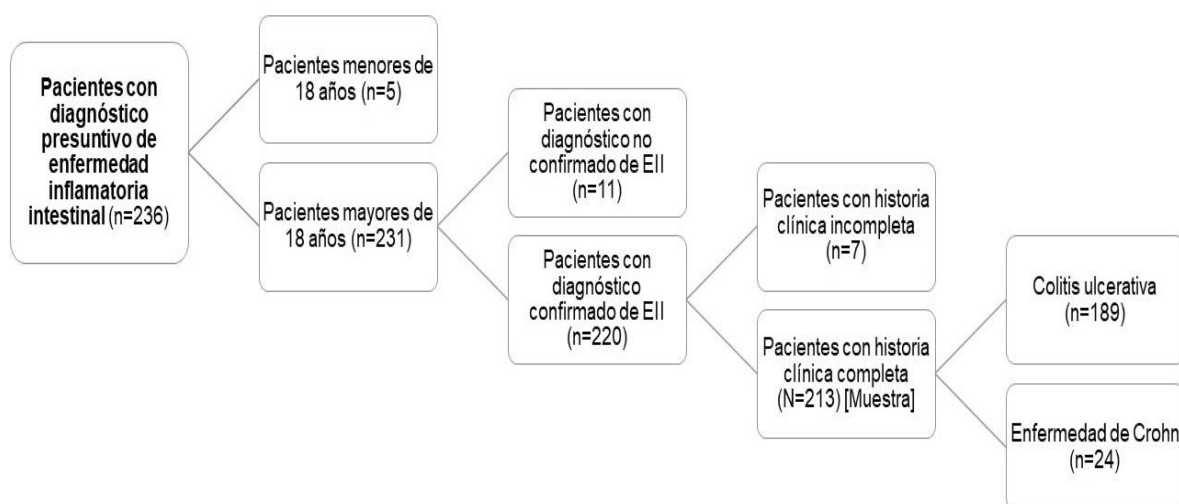 Pacientes con
diagnóstico
presuntivo de
enfermedad
inflamatoria
intestinal (n=236)
Pacientes menores de
18 años (n=5)
Pacientes mayores de
18 años (n=231)
Pacientes con
diagnóstico no
confirmado de EII
(n=11)
Pacientes con
diagnóstico
confirmado de EII
(n=220)
Pacientes con historia
clínica incompleta
(n=7)
Pacientes con historia
clínica completa
(N=213) [Muestra]
Colitis ulcerativa
(n=189)
Enfermedad de Crohn
(n=24)